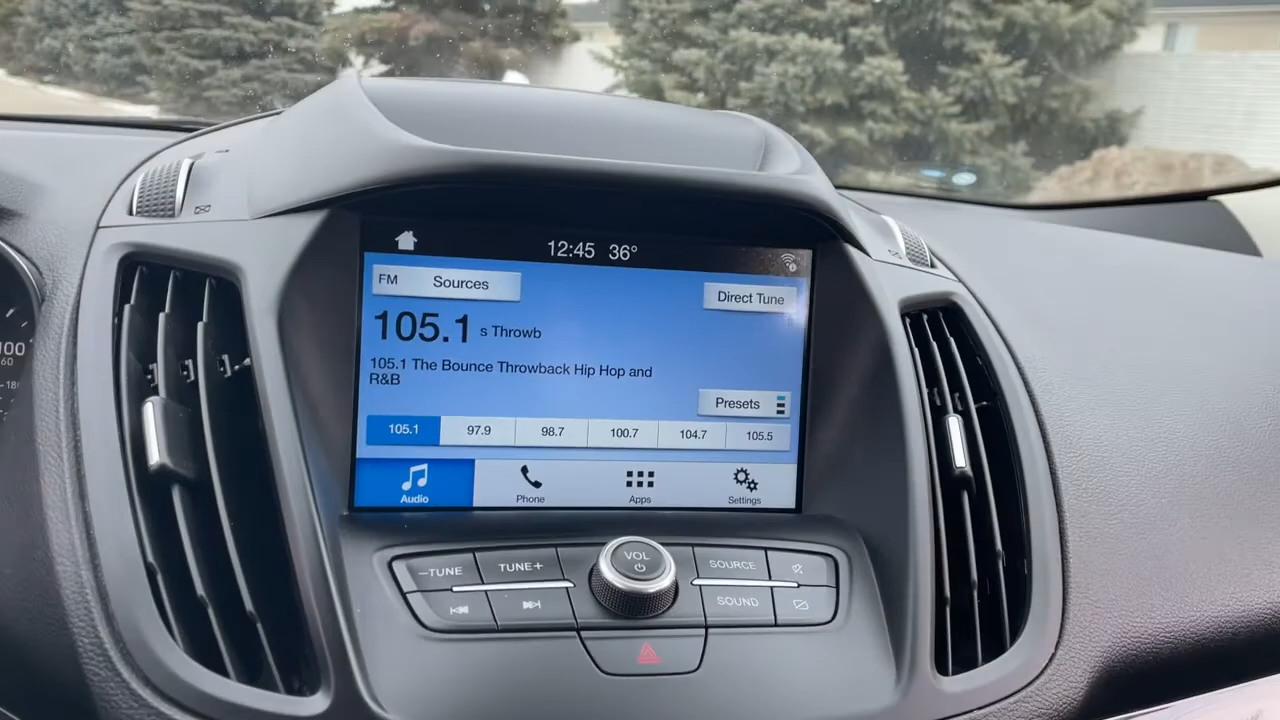 12:45 36°
FM Sources
Direct Tune
105.1 s Throwb
105.1 The Bounce Throwback Hip Hop and
R&B
Presets
105.1 97.9 98.7 100.7 104.7 105.5
Audio Phone Apps Settings
100
60
–TUNE TUNE+ VOL SOURCE
SOUND